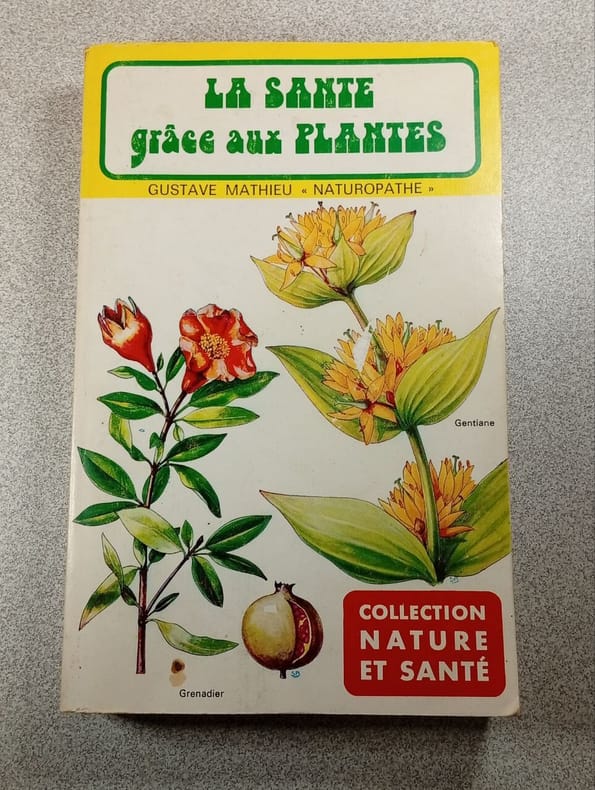 LA SANTE
grâce aux PLANTES
GUSTAVE MATHIEU « NATUROPATHE »
Gentiane
COLLECTION
NATURE
ET SANTÉ
Grenadier